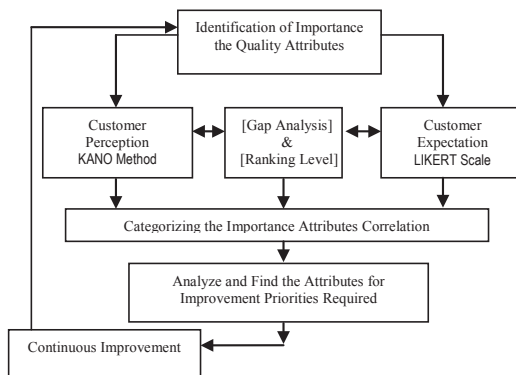 Identification of Importance
the Quality Attributes
Customer
Perception
KANO Method
[Gap Analysis]
&
[Ranking Level]
Customer
Expectation
LIKERT Scale
Categorizing the Importance Attributes Correlation
Analyze and Find the Attributes for
Improvement Priorities Required
Continuous Improvement